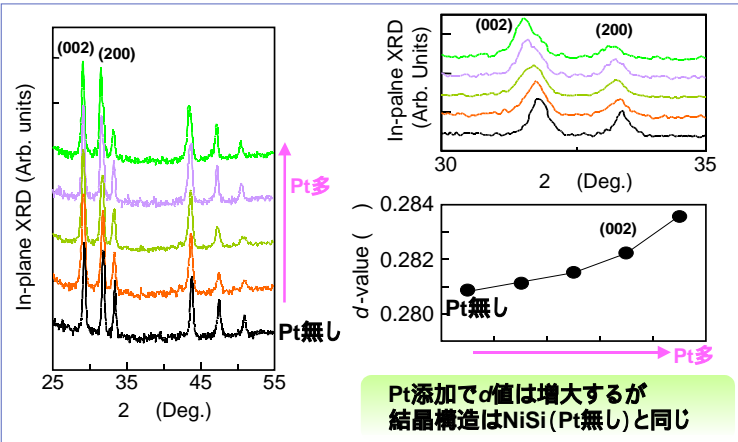 (002)
(200)
In-plane XRD (Arb. units)
Pt多
Pt無し
25
35
45
55
2 (Deg.)
(002)
(200)
In-palne XRD
(Arb. Units)
30
35
2 (Deg.)
0.284
0.282
0.280
d-value ( )
(002)
Pt無し
Pt多
Pt添加でd値は増大するが
結晶構造はNiSi(Pt無し)と同じ